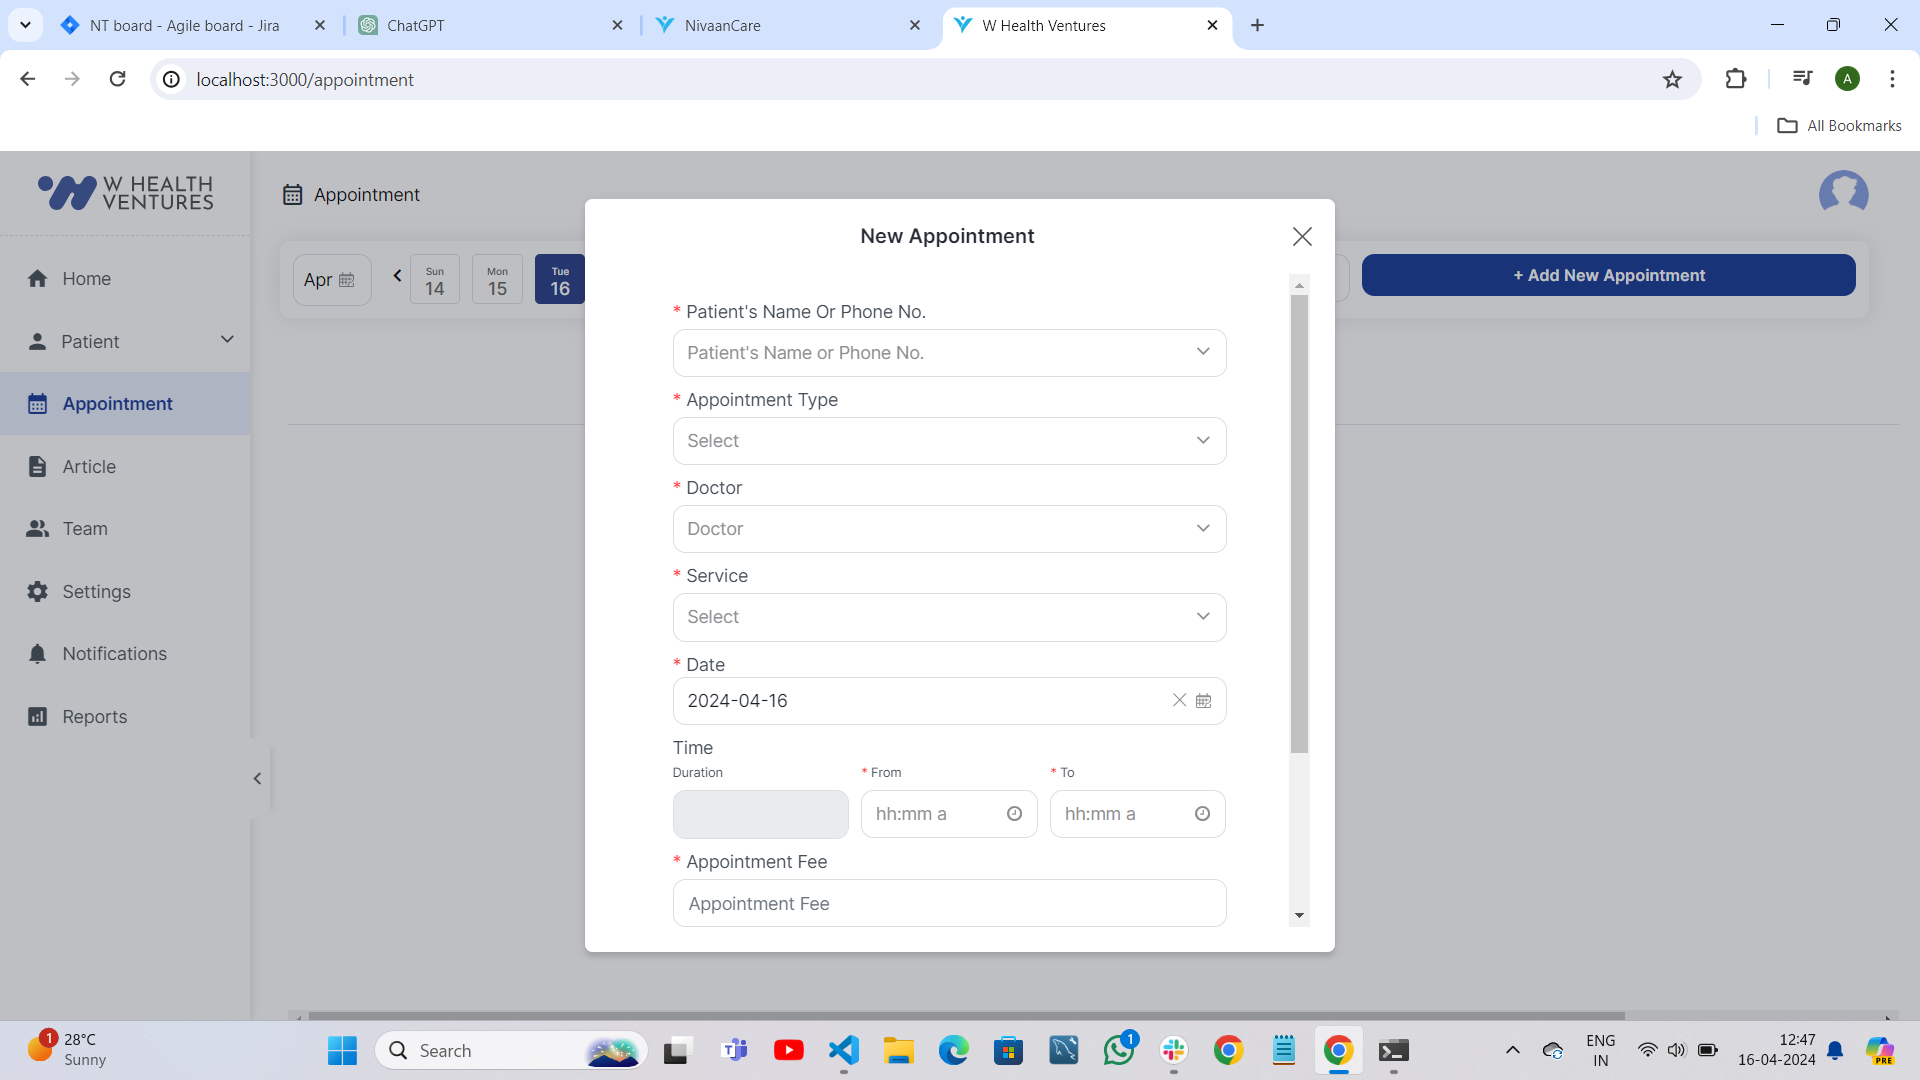 NT board - Agile board - Jira
ChatGPT
NivaanCare
W Health Ventures
localhost:3000/appointment
A
All Bookmarks
W HEALTH
VENTURES
Appointment
Home
Patient
Appointment
Article
Team
Settings
Notifications
Reports
Apr
Sun
14
Mon
15
Tue
16
+ Add New Appointment
New Appointment
* Patient's Name Or Phone No.
Patient's Name or Phone No.
* Appointment Type
Select
* Doctor
Doctor
* Service
Select
* Date
2024-04-16
Time
Duration
* From
* To
hh:mm a
hh:mm a
* Appointment Fee
Appointment Fee
1
28°C
Sunny
Search
1
ENG
IN
12:47
16-04-2024
PRE